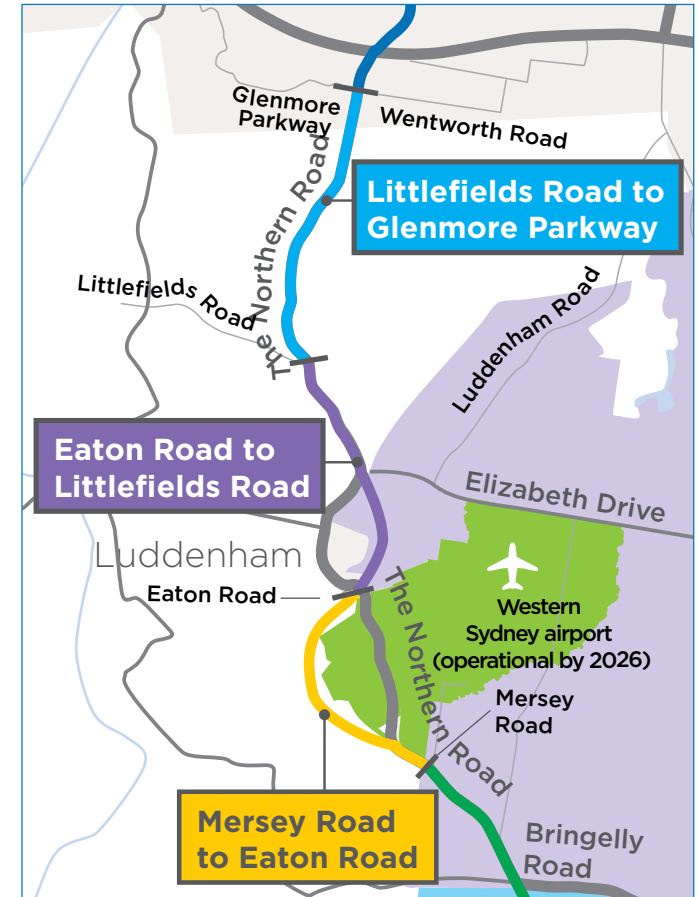 Glenmore
Parkway
Wentworth Road
The Northern Road
Littlefields Road to
Glenmore Parkway
Littlefields Road
Luddenham Road
Eaton Road to
Littlefields Road
Elizabeth Drive
Luddenham
Eaton Road
The Northern Road
Western
Sydney airport
(operational by 2026)
Mersey
Road
Mersey Road
to Eaton Road
Bringelly
Road